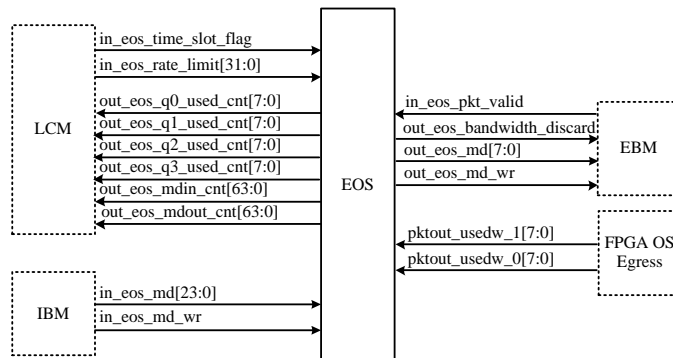 in_eos_time_slot_flag
in_eos_rate_limit[31:0]
LCM
out_eos_q0_used_cnt[7:0]
out_eos_q1_used_cnt[7:0]
out_eos_q2_used_cnt[7:0]
out_eos_q3_used_cnt[7:0]
out_eos_mdin_cnt[63:0]
out_eos_mdout_cnt[63:0]
IBM
in_eos_md[23:0]
in_eos_md_wr
EOS
in_eos_pkt_valid
out_eos_bandwidth_discard
out_eos_md[7:0]
out_eos_md_wr
EBM
pktout_usedw_1[7:0]
pktout_usedw_0[7:0]
FPGA OS
Egress